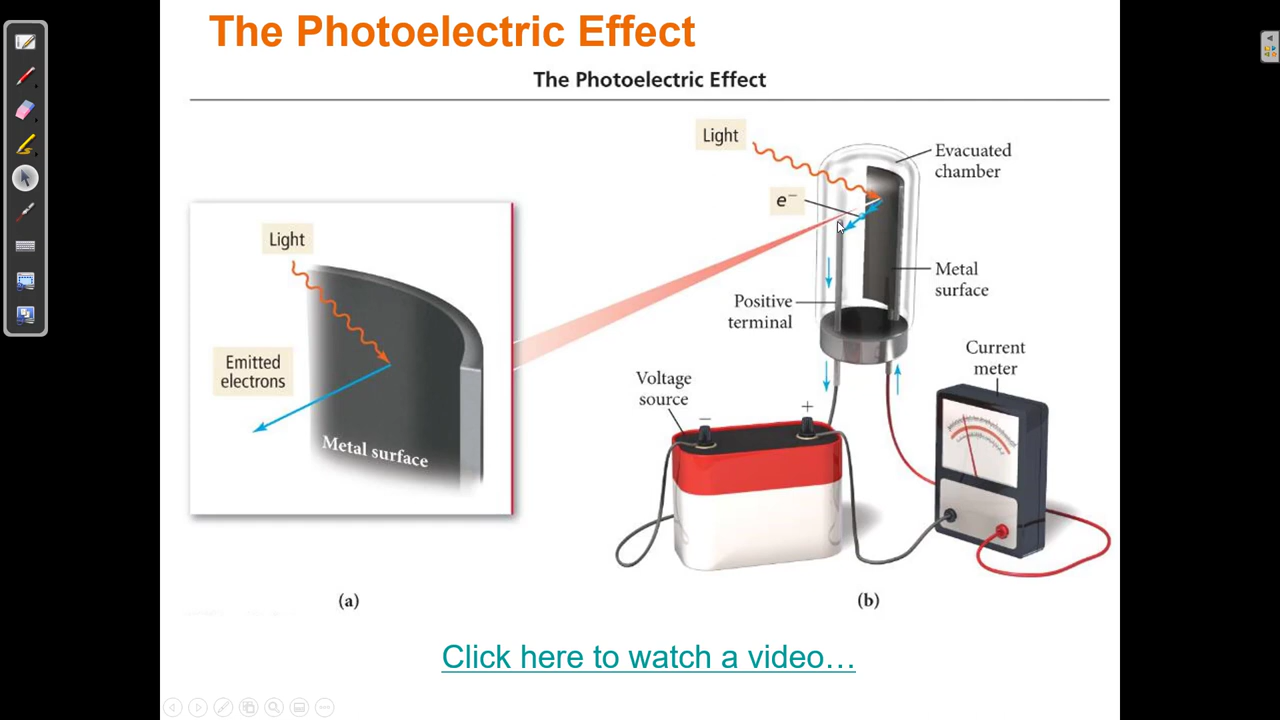 The Photoelectric Effect
The Photoelectric Effect
Light
Evacuated
chamber
e⁻
Light
Metal
surface
Positive
terminal
Emitted
electrons
Current
meter
Voltage
source
−
+
Metal surface
(a)
(b)
Click here to watch a video…